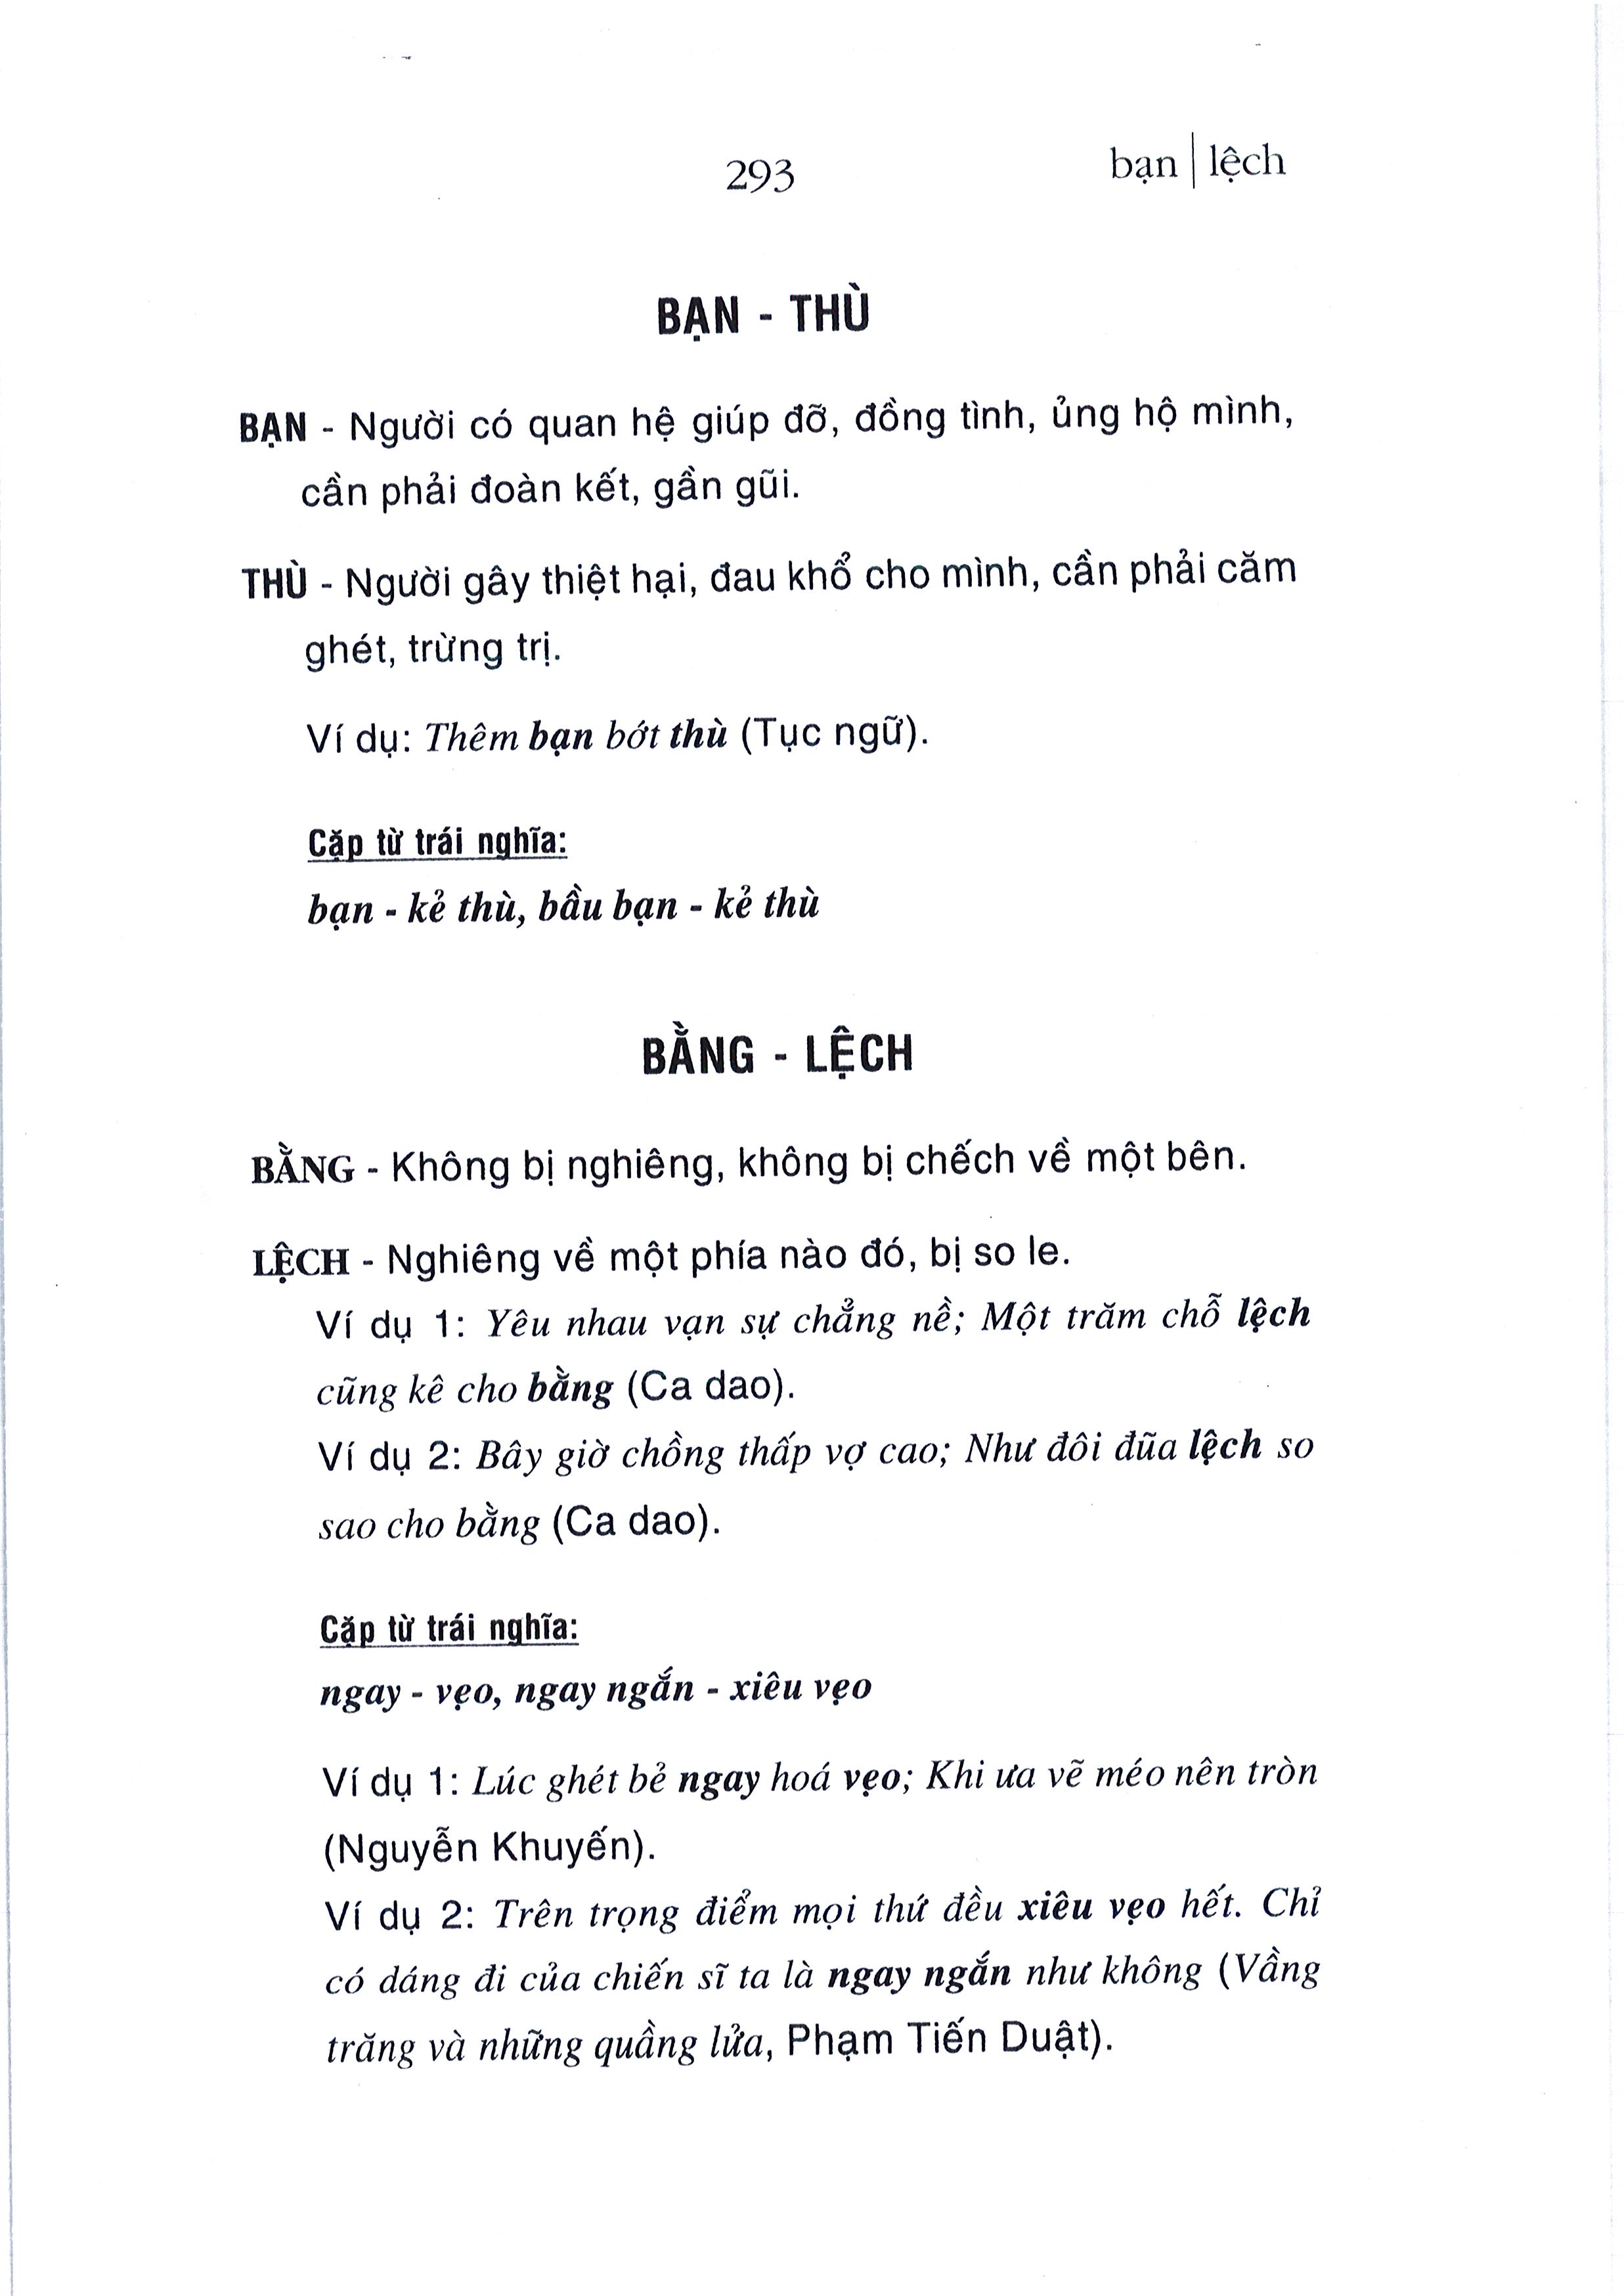 293
bạn | lệch
BẠN - THÙ
BẠN - Người có quan hệ giúp đỡ, đồng tình, ủng hộ mình,
cần phải đoàn kết, gần gũi.
THÙ - Người gây thiệt hại, đau khổ cho mình, cần phải căm
ghét, trừng trị.
Ví dụ: Thêm bạn bớt thù (Tục ngữ).
Cặp từ trái nghĩa:
bạn - kẻ thù, bầu bạn - kẻ thù
BẰNG - LỆCH
BẰNG - Không bị nghiêng, không bị chếch về một bên.
LỆCH - Nghiêng về một phía nào đó, bị so le.
Ví dụ 1: Yêu nhau vạn sự chẳng nề; Một trăm chỗ lệch
cũng kê cho bằng (Ca dao).
Ví dụ 2: Bây giờ chồng thấp vợ cao; Như đôi đũa lệch so
sao cho bằng (Ca dao).
Cặp từ trái nghĩa:
ngay - vẹo, ngay ngắn - xiêu vẹo
Ví dụ 1: Lúc ghét bẻ ngay hoá vẹo; Khi ưa vẽ méo nên tròn
(Nguyễn Khuyến).
Ví dụ 2: Trên trọng điểm mọi thứ đều xiêu vẹo hết. Chỉ
có dáng đi của chiến sĩ ta là ngay ngắn như không (Vầng
trăng và những quầng lửa, Phạm Tiến Duật).